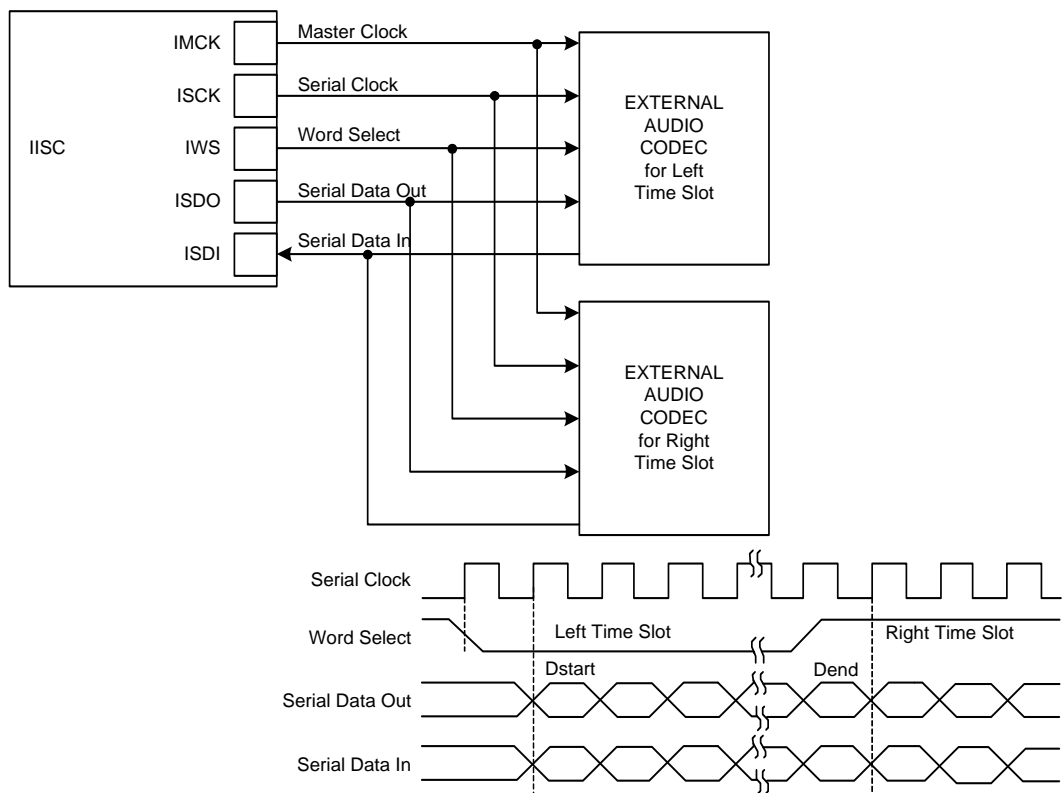 IISC
IMCK
Master Clock
ISCK
Serial Clock
IWS
Word Select
ISDO
Serial Data Out
ISDI
Serial Data In
EXTERNAL
AUDIO
CODEC
for Left
Time Slot
EXTERNAL
AUDIO
CODEC
for Right
Time Slot
Serial Clock
Word Select
Left Time Slot
Right Time Slot
Dstart
Dend
Serial Data Out
Serial Data In